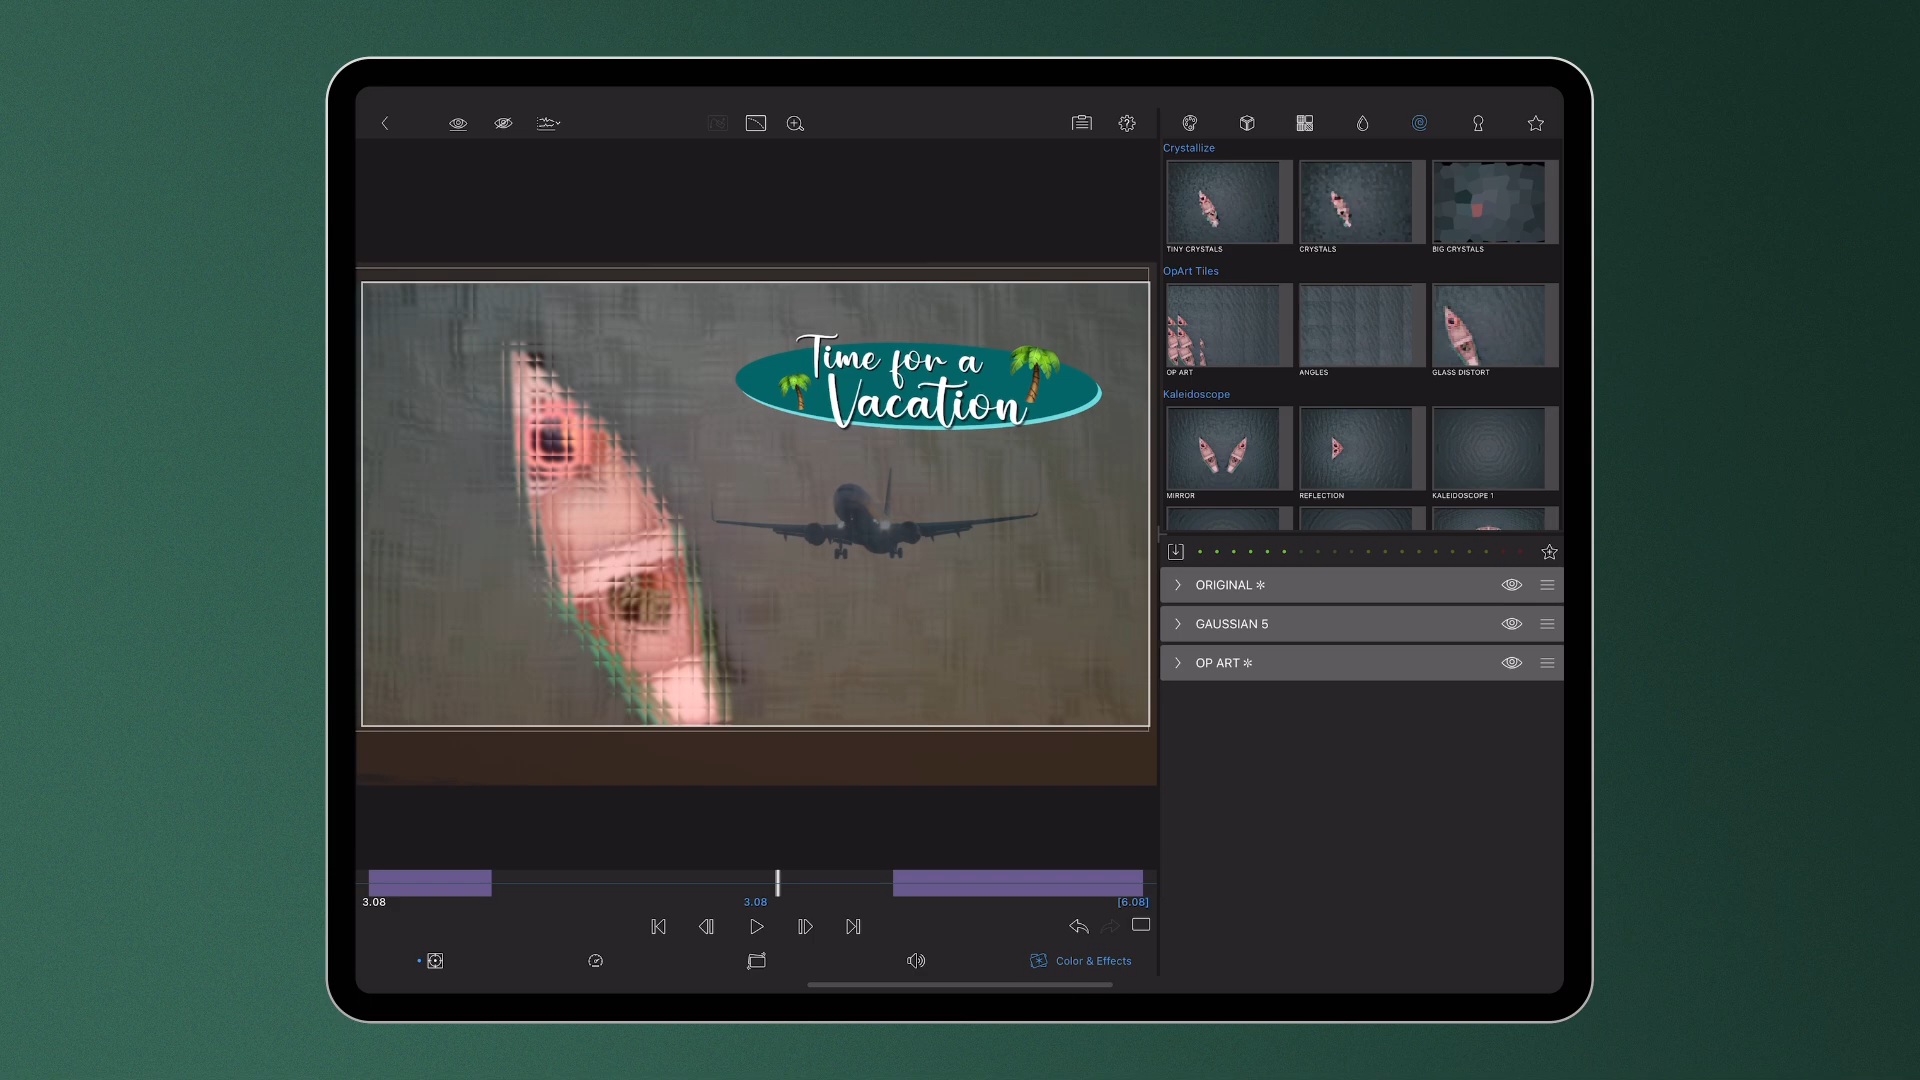 Crystallize
TINY CRYSTALS
CRYSTALS
BIG CRYSTALS
OpArt Tiles
OP ART
ANGLES
GLASS DISTORT
Kaleidoscope
MIRROR
REFLECTION
KALEIDOSCOPE 1
Time for a
Vacation
ORIGINAL ✲
GAUSSIAN 5
OP ART ✲
3.08
3.08
[6.08]
Color & Effects